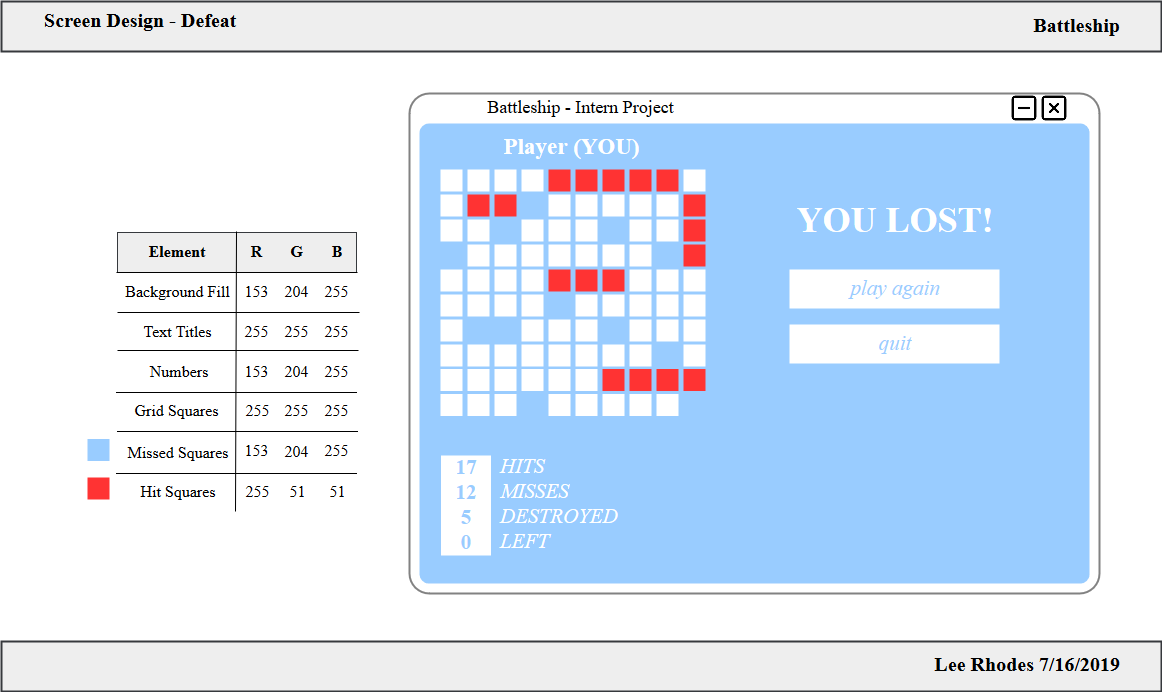 Screen Design - Defeat
Battleship
Battleship - Intern Project
Player (YOU)
YOU LOST!
play again
quit
Element R G B
Background Fill 153 204 255
Text Titles 255 255 255
Numbers 153 204 255
Grid Squares 255 255 255
Missed Squares 153 204 255
Hit Squares 255 51 51
17 HITS
12 MISSES
5 DESTROYED
0 LEFT
Lee Rhodes 7/16/2019